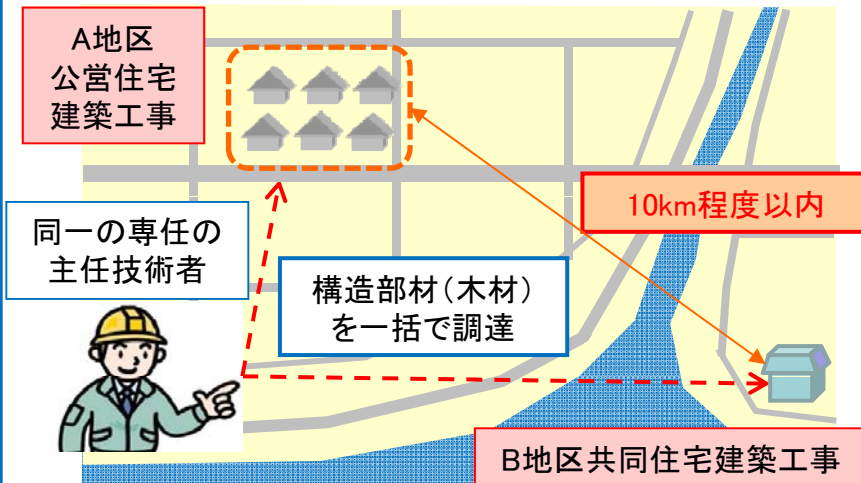 A地区
公営住宅
建築工事
10km程度以内
同一の専任の
主任技術者
構造部材(木材)
を一括で調達
B地区共同住宅建築工事